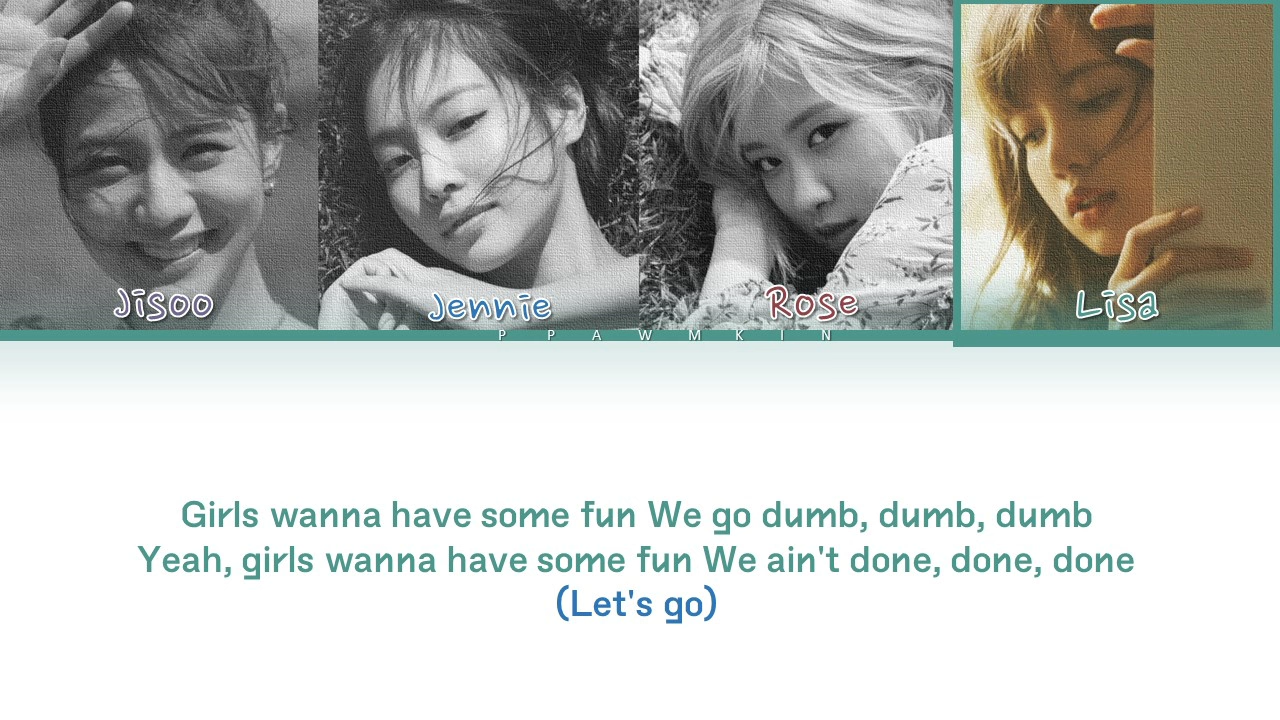 Jisoo
Jennie
Rose
Lisa
PPAWMKIN
Girls wanna have some fun We go dumb, dumb, dumb
Yeah, girls wanna have some fun We ain't done, done, done
(Let's go)